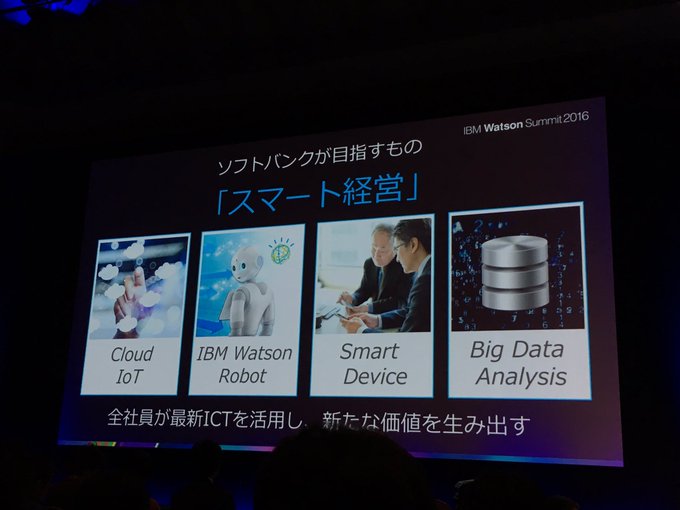 IBM Watson Summit 2016
ソフトバンクが目指すもの
「スマート経営」
Cloud
IoT
IBM Watson
Robot
Smart
Device
Big Data
Analysis
全社員が最新ICTを活用し、新たな価値を生み出す